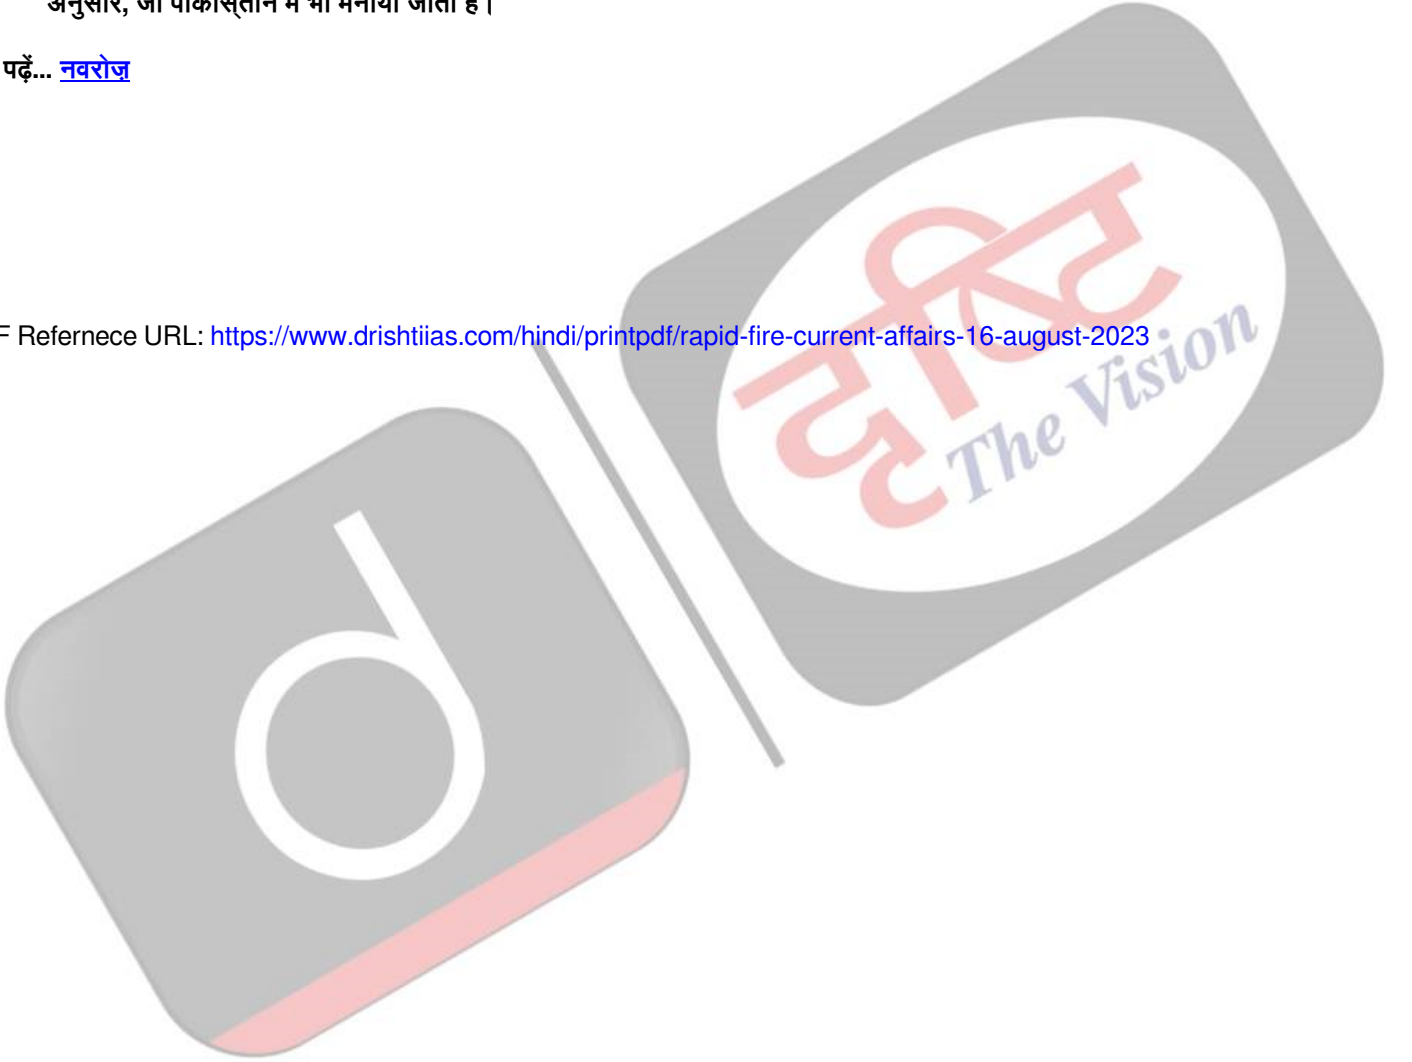 अनुसार, जो पाकिस्तान में भी मनाया जाता है।
पढ़ें... नवरोज़
F Refernece URL: https://www.drishtiias.com/hindi/printpdf/rapid-fire-current-affairs-16-august-2023
दृष्टि
The Vision
d